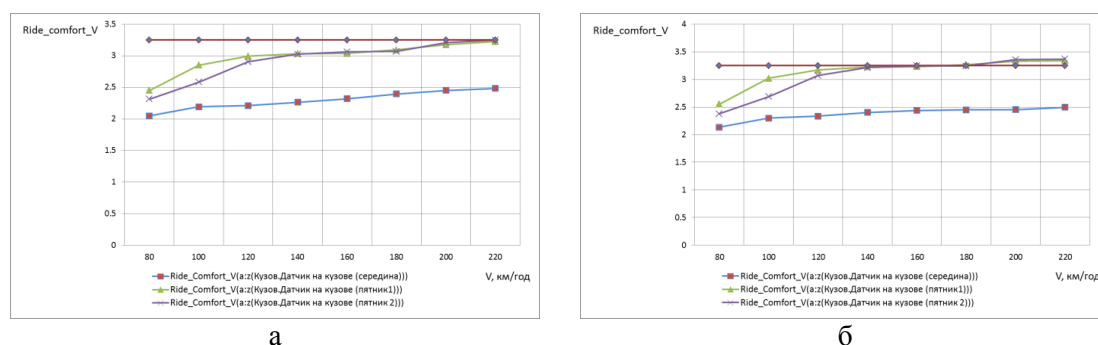 Ride_comfort_V
3.5
3
2.5
2
1.5
1
0.5
0
80 100 120 140 160 180 200 220
V, км/год
Ride_Comfort_V(a:z(Кузов.Датчик на кузове (середина)))
Ride_Comfort_V(a:z(Кузов.Датчик на кузове (пятник1)))
Ride_Comfort_V(a:z(Кузов.Датчик на кузове (пятник 2)))
а
Ride_comfort_V
4
3.5
3
2.5
2
1.5
1
0.5
0
80 100 120 140 160 180 200 220
V, км/год
Ride_Comfort_V(a:z(Кузов.Датчик на кузове (середина)))
Ride_Comfort_V(a:z(Кузов.Датчик на кузове (пятник1)))
Ride_Comfort_V(a:z(Кузов.Датчик на кузове (пятник 2)))
б